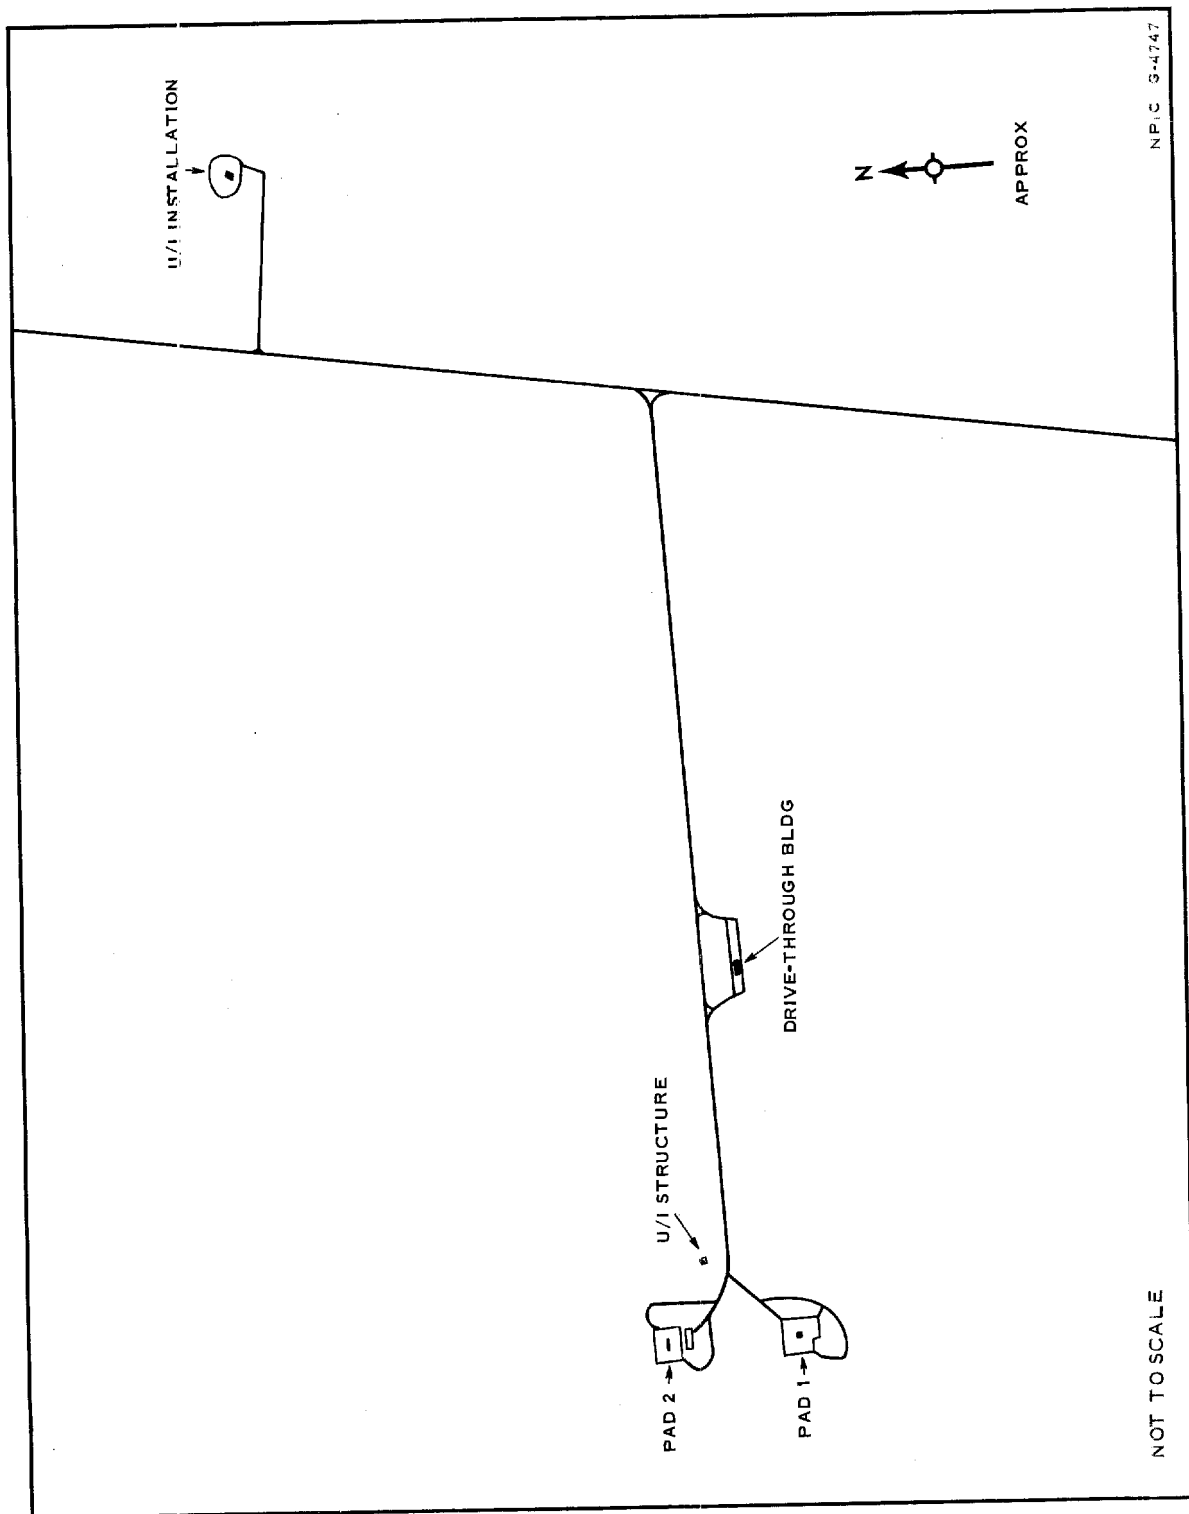 U/I INSTALLATION
N
APPROX
DRIVE-THROUGH BLDG
U/I STRUCTURE
PAD 2
PAD 1
NOT TO SCALE
NPIC G-4747